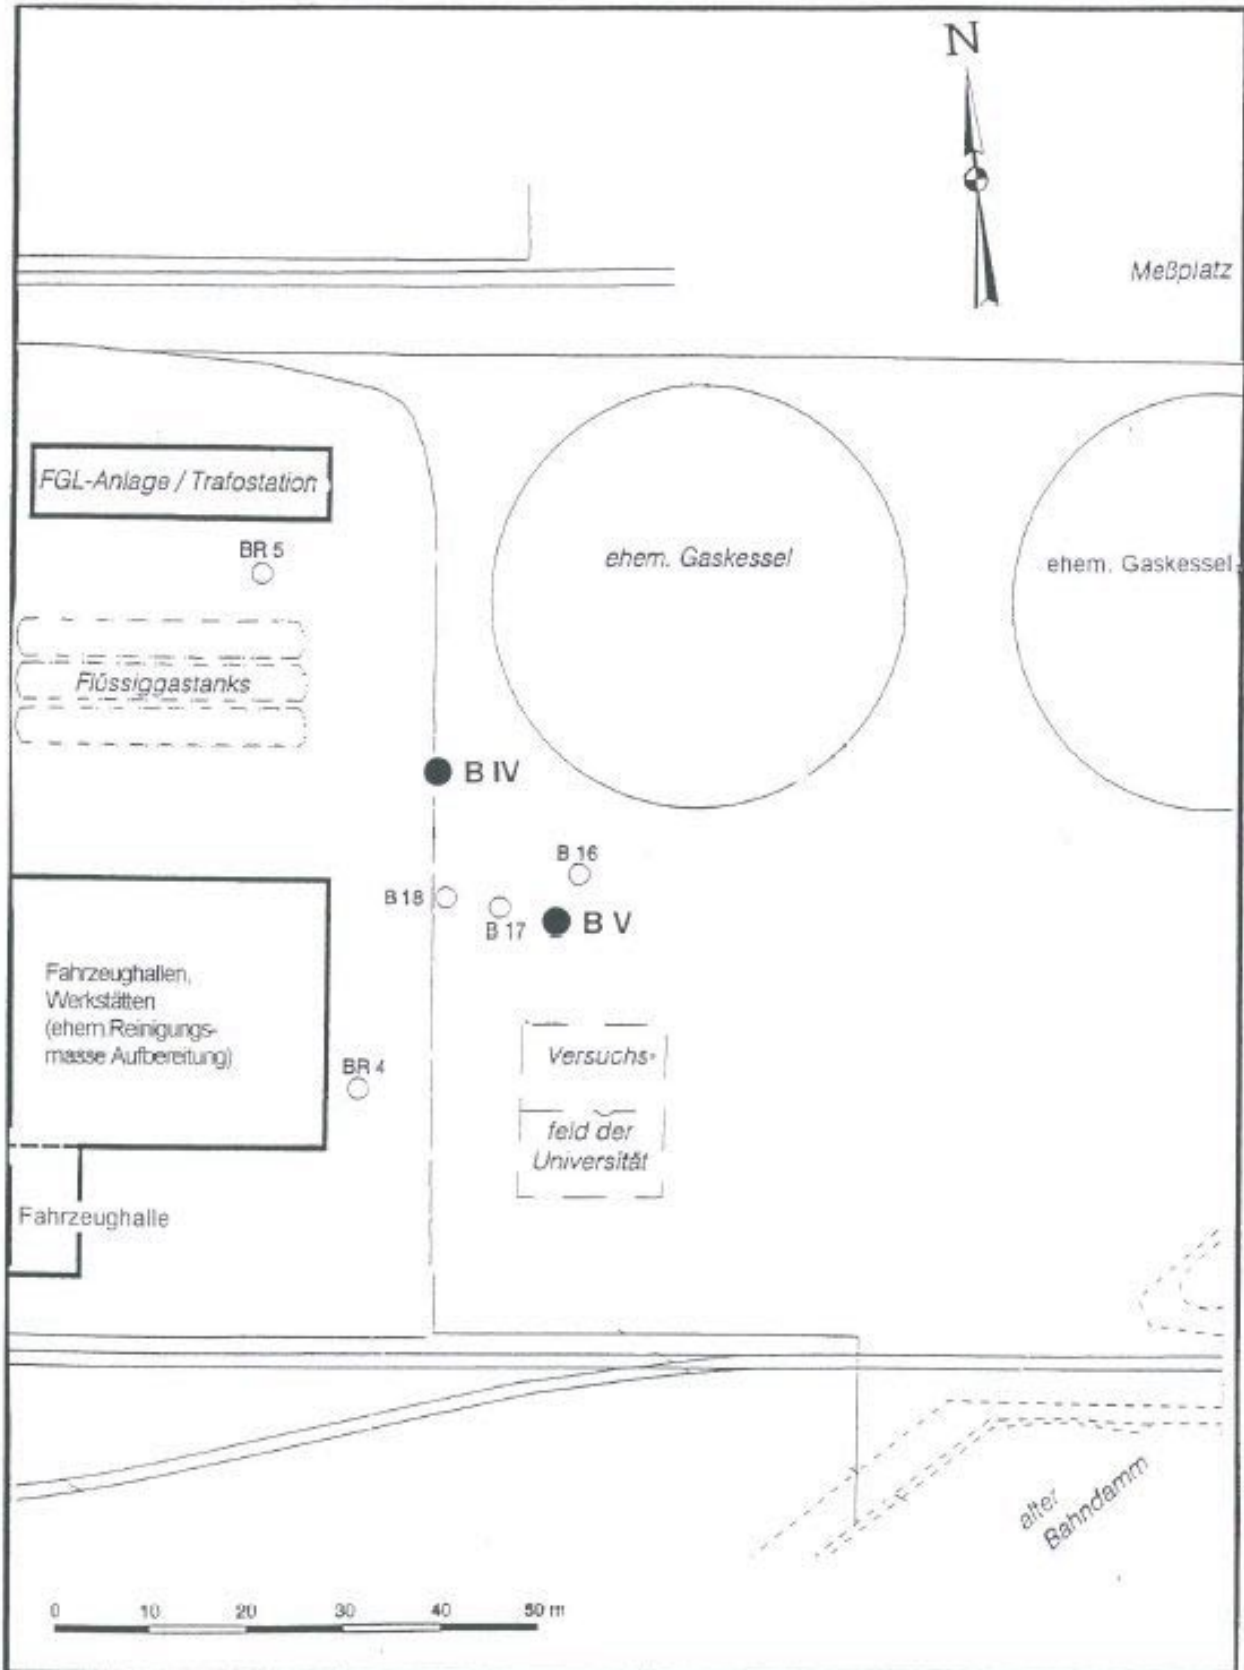 N
Meßplatz
FGL-Anlage / Trafostation
BR 5
ehem. Gaskessel
ehem. Gaskessel
Flüssiggastanks
B IV
B 16
B 18
B 17
B V
Fahrzeughallen,
Werkstätten
(ehem.Reinigungs-
masse Aufbereitung)
BR 4
Versuchs-
feld der
Universität
Fahrzeughalle
alter
Bahndamm
0 10 20 30 40 50 m